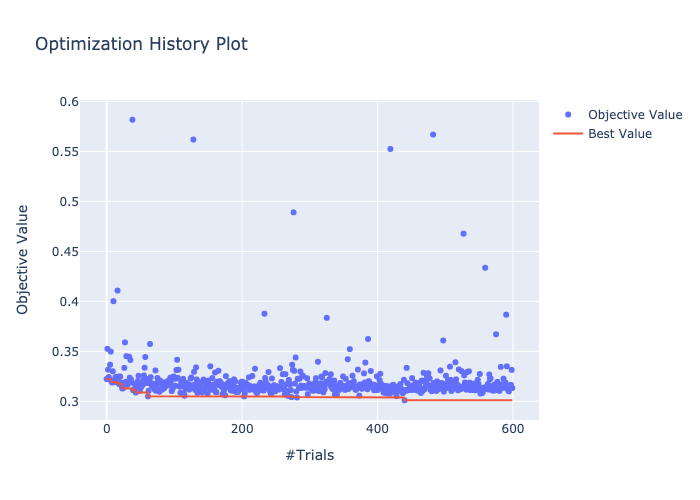 Optimization History Plot
Objective Value
Best Value
0.6
0.55
0.5
0.45
0.4
0.35
0.3
Objective Value
0
200
400
600
#Trials